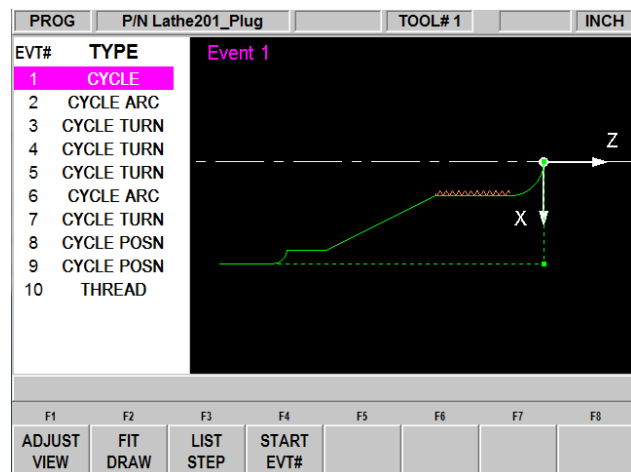 PROG P/N Lathe201_Plug TOOL# 1 INCH
EVT# TYPE Event 1
1 CYCLE
2 CYCLE ARC
3 CYCLE TURN
4 CYCLE TURN
5 CYCLE TURN
6 CYCLE ARC
7 CYCLE TURN
8 CYCLE POSN
9 CYCLE POSN
10 THREAD
Z
X
F1 F2 F3 F4 F5 F6 F7 F8
ADJUST VIEW
FIT DRAW
LIST STEP
START EVT#